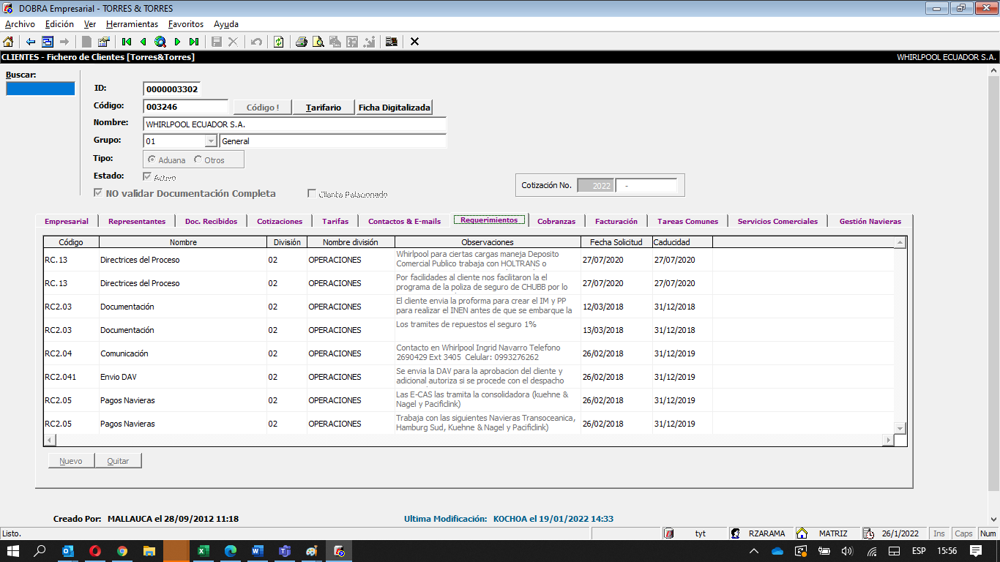 DOBRA Empresarial - TORRES & TORRES
Archivo Edición Ver Herramientas Favoritos Ayuda
CLIENTES - Fichero de Clientes [Torres&Torres] WHIRLPOOL ECUADOR S.A.
Buscar:
ID: 0000003302
Código: 003246 Código ! Tarifario Ficha Digitalizada
Nombre: WHIRLPOOL ECUADOR S.A.
Grupo: 01 General
Tipo: Aduana Otros
Estado: Activo
Cotización No. 2022 -
NO validar Documentación Completa Cliente Relacionado
Empresarial Representantes Doc. Recibidos Cotizaciones Tarifas Contactos & E-mails Requerimientos Cobranzas Facturación Tareas Comunes Servicios Comerciales Gestión Navieras
Código Nombre División Nombre división Observaciones Fecha Solicitud Caducidad
RC.13 Directrices del Proceso 02 OPERACIONES Whirlpool para ciertas cargas maneja Deposito 27/07/2020 27/07/2020
Comercial Publico trabaja con HOLTRANS o
RC.13 Directrices del Proceso 02 OPERACIONES Por facilidades al cliente nos facilitaron la el 27/07/2020 27/07/2020
programa de la poliza de seguro de CHUBB por lo
RC2.03 Documentación 02 OPERACIONES El cliente envia la proforma para crear el IM y PP 12/03/2018 31/12/2018
para realizar el INEN antes de que se embarque la
RC2.03 Documentación 02 OPERACIONES Los tramites de repuestos el seguro 1% 13/03/2018 31/12/2018
RC2.04 Comunicación 02 OPERACIONES Contacto en Whirlpool Ingrid Navarro Telefono 26/02/2018 31/12/2019
2690429 Ext 3405 Celular: 0993276262
RC2.041 Envio DAV 02 OPERACIONES Se envia la DAV para la aprobacion del cliente y 26/02/2018 31/12/2019
adicional autoriza si se procede con el despacho
RC2.05 Pagos Navieras 02 OPERACIONES Las E-CAS las tramita la consolidadora (kuehne & 26/02/2018 31/12/2019
Nagel y Pacificlink)
RC2.05 Pagos Navieras 02 OPERACIONES Trabaja con las siguientes Navieras Transoceanica, 26/02/2018 31/12/2019
Hamburg Sud, Kuehne & Nagel y Pacificlink)
Nuevo Quitar
Creado Por: MALLAUCA el 28/09/2012 11:18 Ultima Modificación: KOCHOA el 19/01/2022 14:33
Listo. tyt RZARAMA MATRIZ 26/1/2022 Ins Caps Num
ESP 15:56